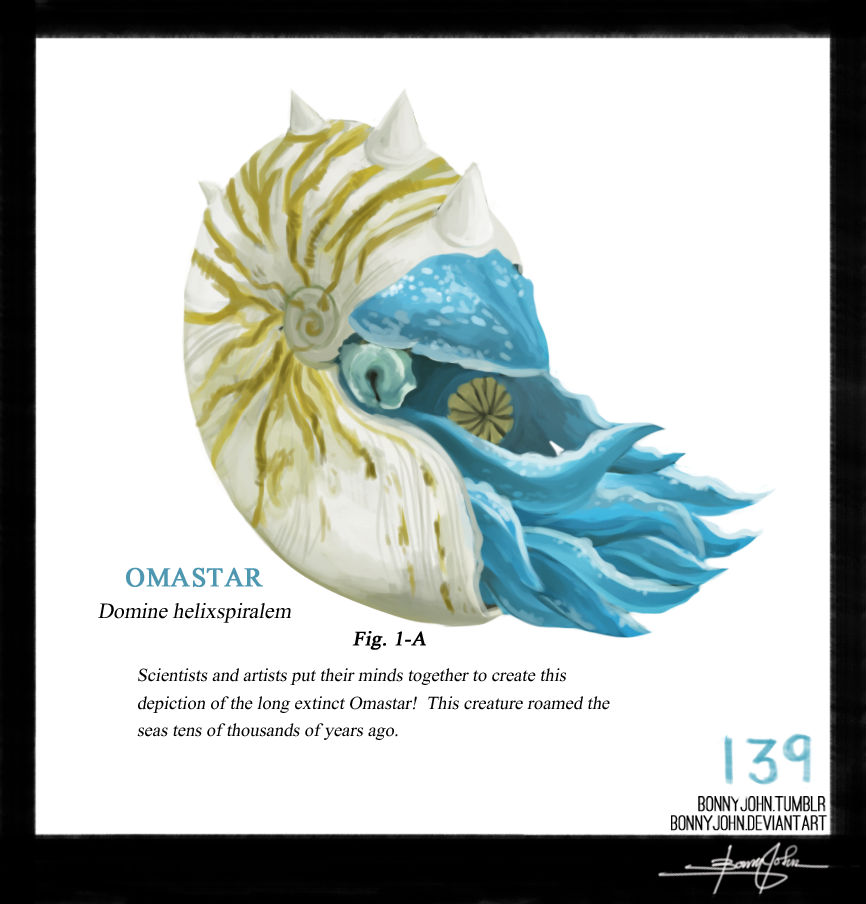 OMASTAR
Domine helixspiralem
Fig. 1-A
Scientists and artists put their minds together to create this
depiction of the long extinct Omastar!  This creature roamed the
seas tens of thousands of years ago.
139
BONNYJOHN.TUMBLR
BONNYJOHN.DEVIANTART
BonnyJohn